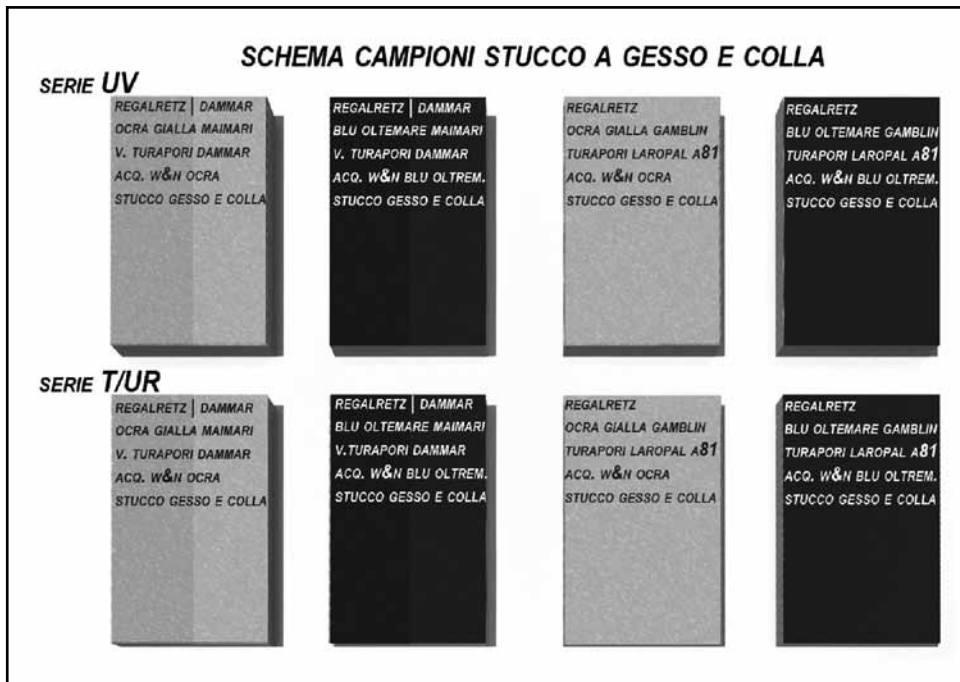 SCHEMA CAMPIONI STUCCO A GESSO E COLLA
SERIE UV
REGALRETZ | DAMMAR
OCRA GIALLA MAIMARI
V. TURAPORI DAMMAR
ACQ. W&N OCRA
STUCCO GESSO E COLLA
REGALRETZ | DAMMAR
BLU OLTEMARE MAIMARI
V. TURAPORI DAMMAR
ACQ. W&N BLU OLTREM.
STUCCO GESSO E COLLA
REGALRETZ
OCRA GIALLA GAMBLIN
TURAPORI LAROPAL A81
ACQ. W&N OCRA
STUCCO GESSO E COLLA
REGALRETZ
BLU OLTEMARE GAMBLIN
TURAPORI LAROPAL A81
ACQ. W&N BLU OLTREM.
STUCCO GESSO E COLLA
SERIE T/UR
REGALRETZ | DAMMAR
OCRA GIALLA MAIMARI
V. TURAPORI DAMMAR
ACQ. W&N OCRA
STUCCO GESSO E COLLA
REGALRETZ | DAMMAR
BLU OLTEMARE MAIMARI
V.TURAPORI DAMMAR
ACQ. W&N BLU OLTREM.
STUCCO GESSO E COLLA
REGALRETZ
OCRA GIALLA GAMBLIN
TURAPORI LAROPAL A81
ACQ. W&N OCRA
STUCCO GESSO E COLLA
REGALRETZ
BLU OLTEMARE GAMBLIN
TURAPORI LAROPAL A81
ACQ. W&N BLU OLTREM.
STUCCO GESSO E COLLA